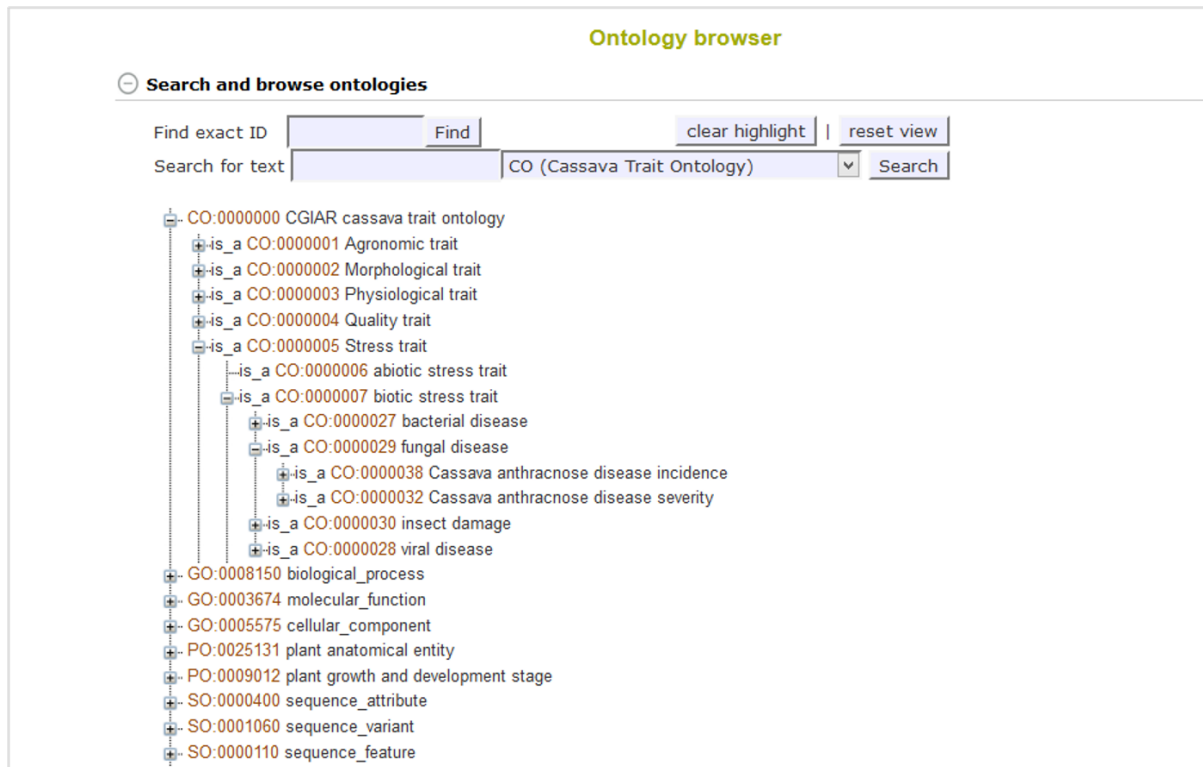 Ontology browser
Search and browse ontologies
Find exact ID Find clear highlight | reset view
Search for text CO (Cassava Trait Ontology) Search
CO:0000000 CGIAR cassava trait ontology
is_a CO:0000001 Agronomic trait
is_a CO:0000002 Morphological trait
is_a CO:0000003 Physiological trait
is_a CO:0000004 Quality trait
is_a CO:0000005 Stress trait
is_a CO:0000006 abiotic stress trait
is_a CO:0000007 biotic stress trait
is_a CO:0000027 bacterial disease
is_a CO:0000029 fungal disease
is_a CO:0000038 Cassava anthracnose disease incidence
is_a CO:0000032 Cassava anthracnose disease severity
is_a CO:0000030 insect damage
is_a CO:0000028 viral disease
GO:0008150 biological_process
GO:0003674 molecular_function
GO:0005575 cellular_component
PO:0025131 plant anatomical entity
PO:0009012 plant growth and development stage
SO:0000400 sequence_attribute
SO:0001060 sequence_variant
SO:0000110 sequence_feature